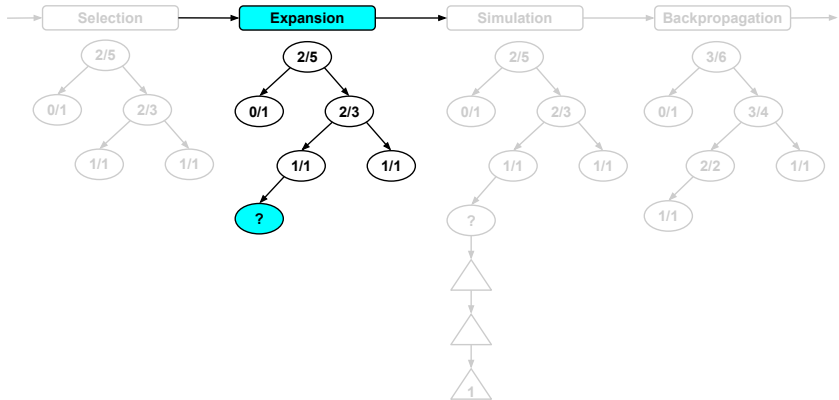 Selection Expansion Simulation Backpropagation
2/5 2/5 2/5 3/6
0/1 2/3 0/1 2/3 0/1 2/3 0/1 3/4
1/1 1/1 1/1 1/1 1/1 1/1 2/2 1/1
? ? 1/1
1